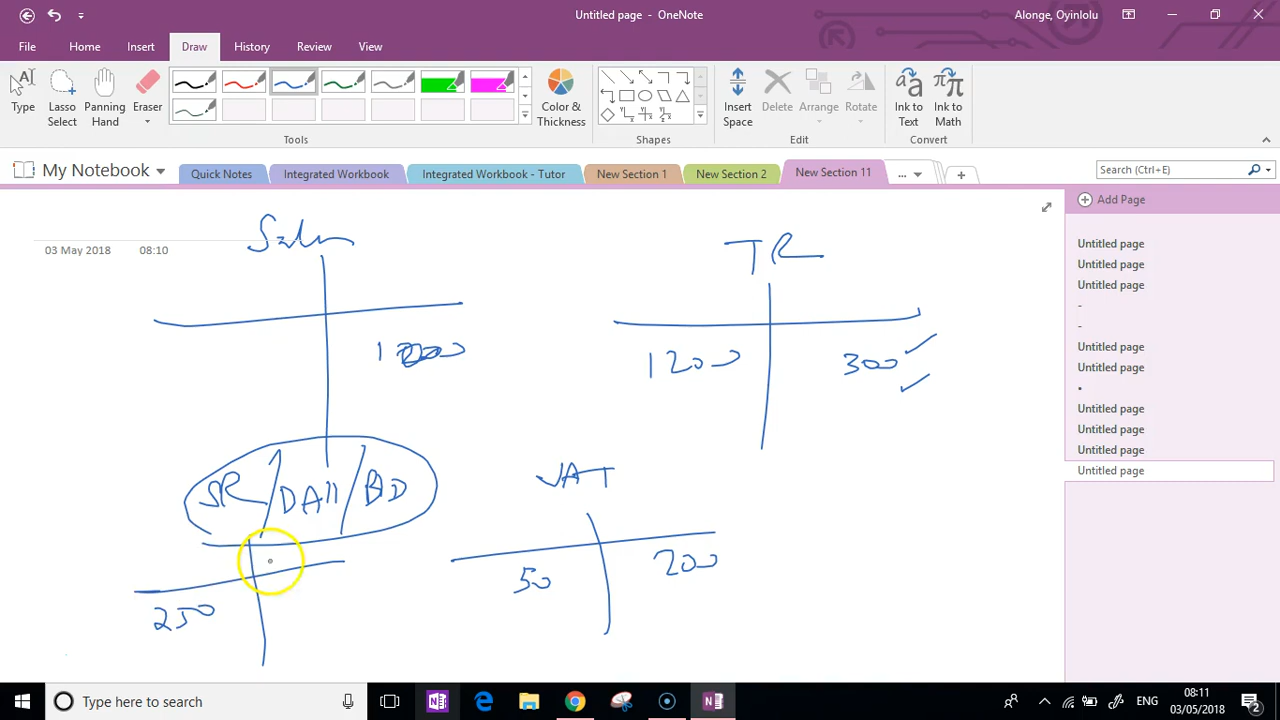 Untitled page - OneNote
Alonge, Oyinlolu
File Home Insert Draw History Review View
Type
Lasso Select
Panning Hand
Eraser
Color & Thickness
Insert Space
Delete
Arrange
Rotate
Ink to Text
Ink to Math
Tools
Shapes
Edit
Convert
My Notebook
Quick Notes
Integrated Workbook
Integrated Workbook - Tutor
New Section 1
New Section 2
New Section 11
...
Search (Ctrl+E)
Add Page
Untitled page
Untitled page
Untitled page
-
-
Untitled page
Untitled page
•
Untitled page
Untitled page
Untitled page
Untitled page
03 May 2018 08:10
Sales
TR
1000
1200
300
SR/DAll/BD
VAT
250
50
200
Type here to search
ENG
08:11
03/05/2018
2